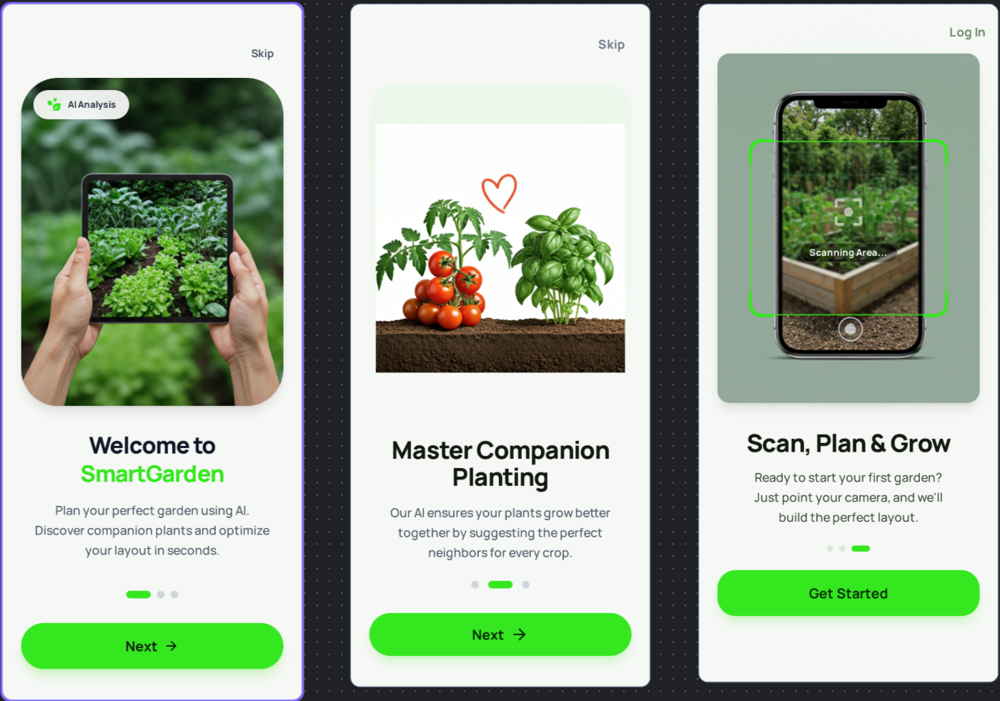 Skip
AI Analysis
Welcome to
SmartGarden
Plan your perfect garden using AI.
Discover companion plants and optimize
your layout in seconds.
Next
Skip
Master Companion
Planting
Our AI ensures your plants grow better
together by suggesting the perfect
neighbors for every crop.
Next
Log In
Scanning Area...
Scan, Plan & Grow
Ready to start your first garden?
Just point your camera, and we'll
build the perfect layout.
Get Started